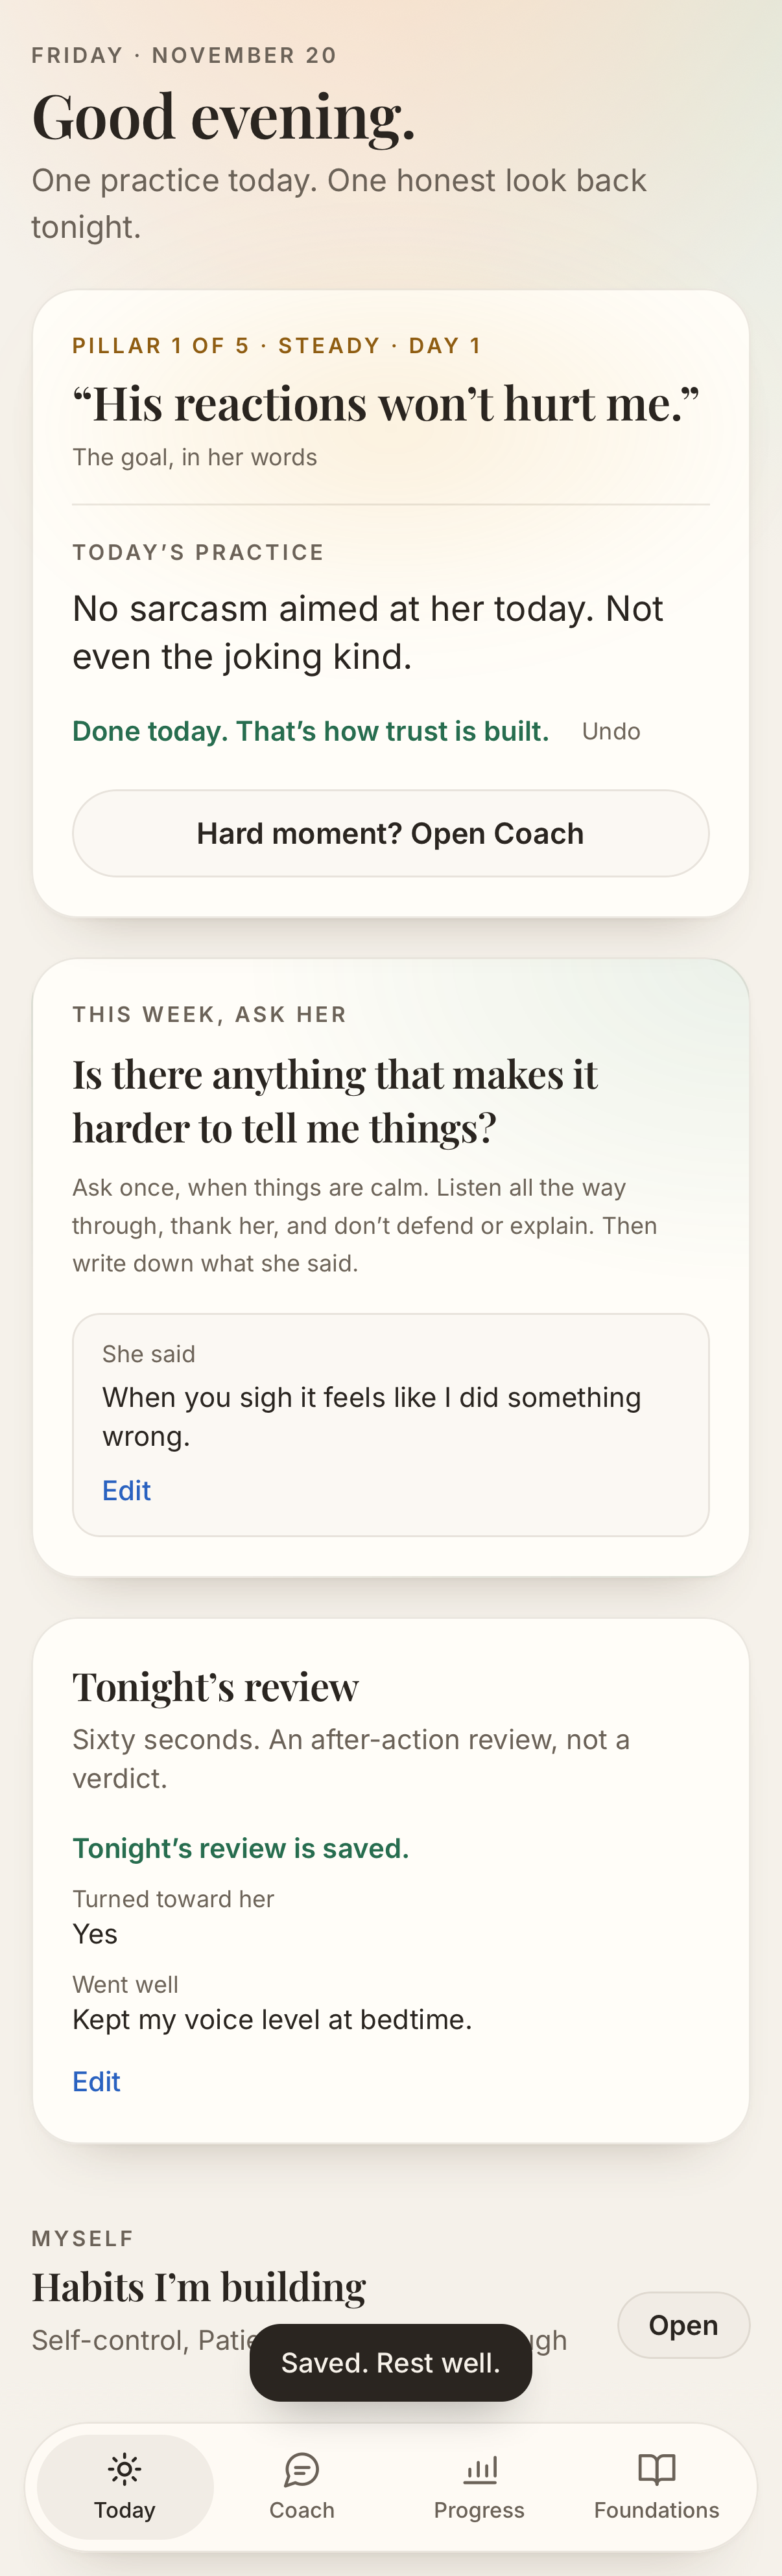 FRIDAY · NOVEMBER 20
Good evening.
One practice today. One honest look back
tonight.
PILLAR 1 OF 5 · STEADY · DAY 1
“His reactions won’t hurt me.”
The goal, in her words
TODAY’S PRACTICE
No sarcasm aimed at her today. Not
even the joking kind.
Done today. That’s how trust is built. Undo
Hard moment? Open Coach
THIS WEEK, ASK HER
Is there anything that makes it
harder to tell me things?
Ask once, when things are calm. Listen all the way
through, thank her, and don’t defend or explain. Then
write down what she said.
She said
When you sigh it feels like I did something
wrong.
Edit
Tonight’s review
Sixty seconds. An after-action review, not a
verdict.
Tonight’s review is saved.
Turned toward her
Yes
Went well
Kept my voice level at bedtime.
Edit
MYSELF
Habits I’m building
Open
Self-control,
Saved. Rest well.
Today Coach Progress Foundations